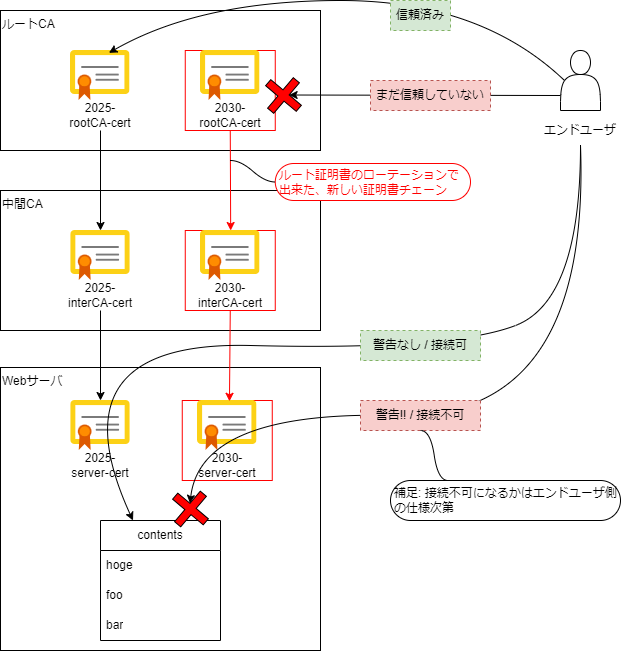 信頼済み
ルートCA
2025-
rootCA-cert
2030-
rootCA-cert
まだ信頼していない
エンドユーザ
ルート証明書のローテーションで
出来た、新しい証明書チェーン
中間CA
2025-
interCA-cert
2030-
interCA-cert
警告なし / 接続可
Webサーバ
警告!! / 接続不可
2025-
server-cert
2030-
server-cert
補足: 接続不可になるかはエンドユーザ側
の仕様次第
contents
hoge
foo
bar